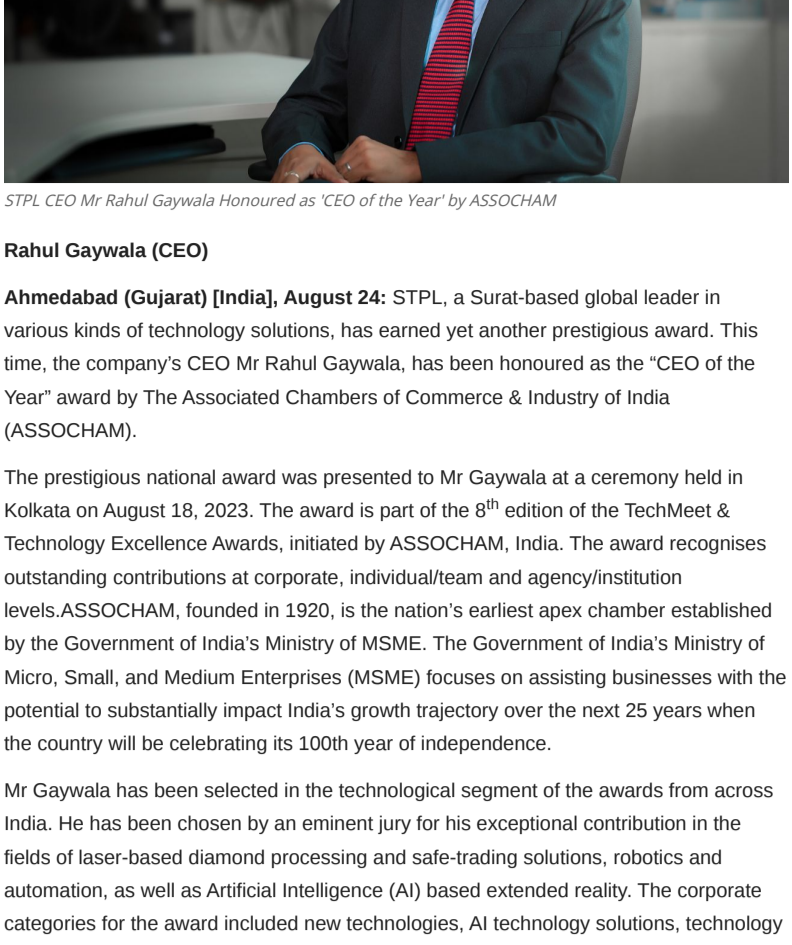 STPL CEO Mr Rahul Gaywala Honoured as 'CEO of the Year' by ASSOCHAM
Rahul Gaywala (CEO)
Ahmedabad (Gujarat) [India], August 24: STPL, a Surat-based global leader in
various kinds of technology solutions, has earned yet another prestigious award. This
time, the company’s CEO Mr Rahul Gaywala, has been honoured as the “CEO of the
Year” award by The Associated Chambers of Commerce & Industry of India
(ASSOCHAM).
The prestigious national award was presented to Mr Gaywala at a ceremony held in
Kolkata on August 18, 2023. The award is part of the 8th edition of the TechMeet &
Technology Excellence Awards, initiated by ASSOCHAM, India. The award recognises
outstanding contributions at corporate, individual/team and agency/institution
levels.ASSOCHAM, founded in 1920, is the nation’s earliest apex chamber established
by the Government of India’s Ministry of MSME. The Government of India’s Ministry of
Micro, Small, and Medium Enterprises (MSME) focuses on assisting businesses with the
potential to substantially impact India’s growth trajectory over the next 25 years when
the country will be celebrating its 100th year of independence.
Mr Gaywala has been selected in the technological segment of the awards from across
India. He has been chosen by an eminent jury for his exceptional contribution in the
fields of laser-based diamond processing and safe-trading solutions, robotics and
automation, as well as Artificial Intelligence (AI) based extended reality. The corporate
categories for the award included new technologies, AI technology solutions, technology